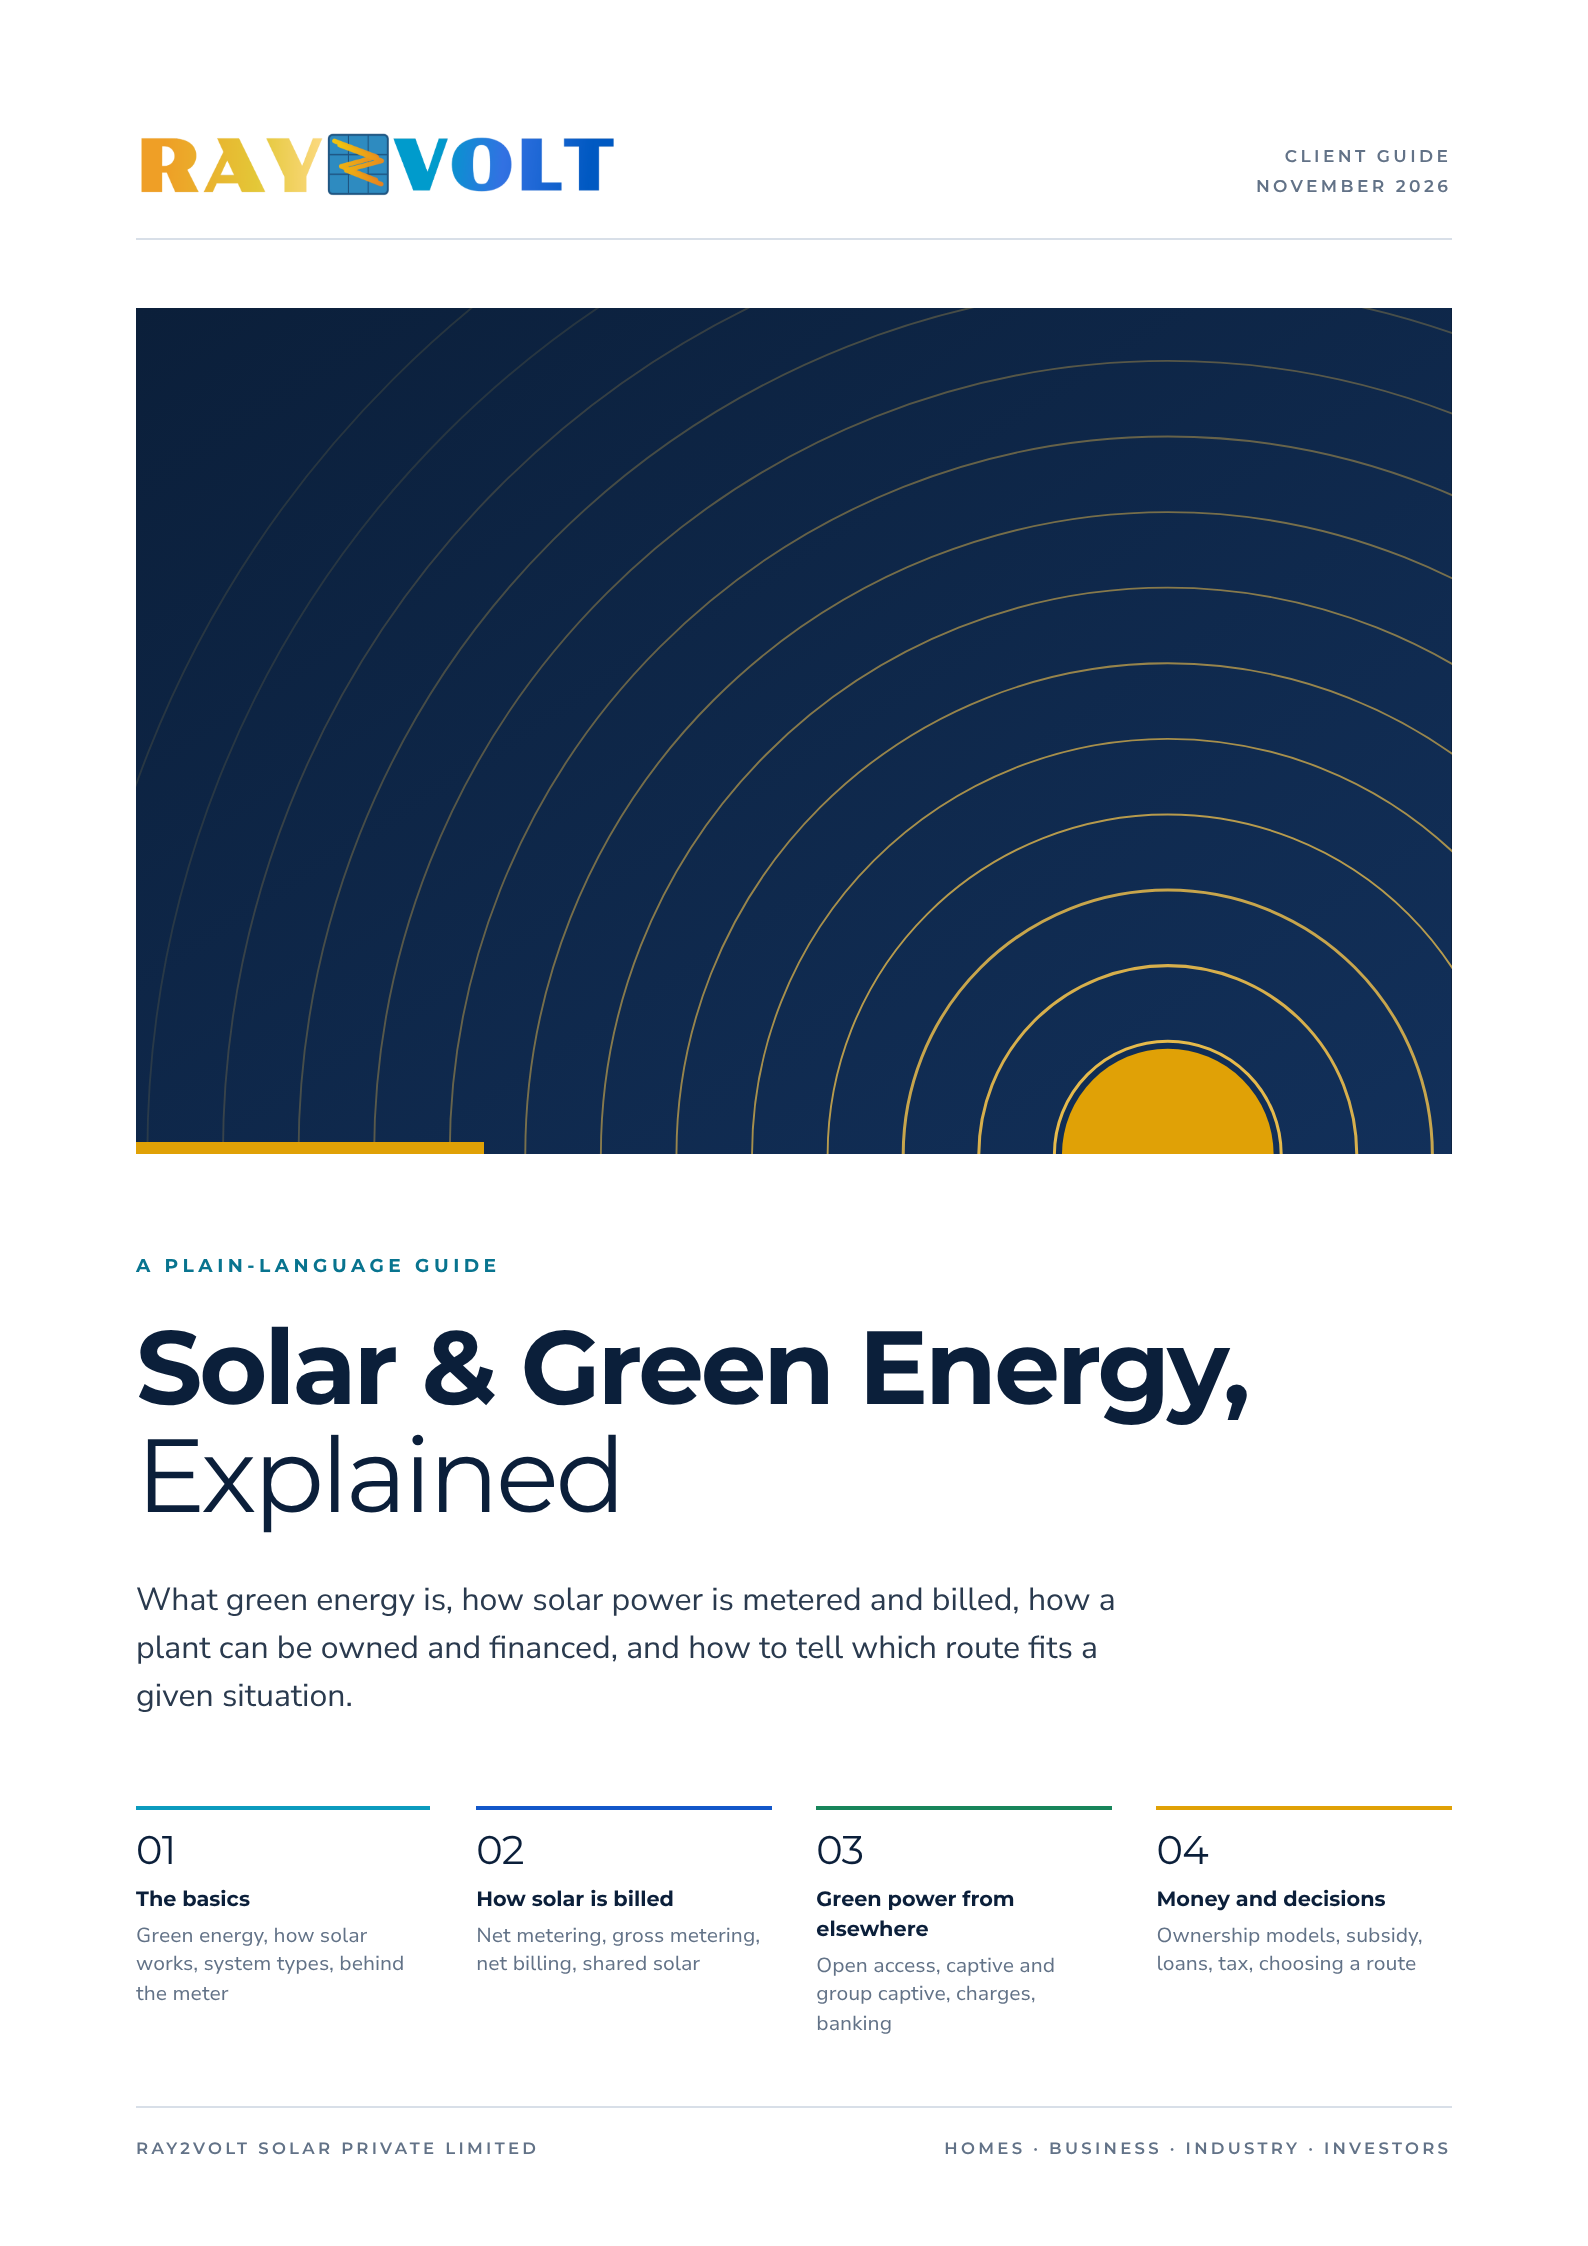 RAY2VOLT
CLIENT GUIDE
NOVEMBER 2026
A PLAIN-LANGUAGE GUIDE
Solar & Green Energy,
Explained
What green energy is, how solar power is metered and billed, how a
plant can be owned and financed, and how to tell which route fits a
given situation.
01
The basics
Green energy, how solar
works, system types, behind
the meter
02
How solar is billed
Net metering, gross metering,
net billing, shared solar
03
Green power from
elsewhere
Open access, captive and
group captive, charges,
banking
04
Money and decisions
Ownership models, subsidy,
loans, tax, choosing a route
RAY2VOLT SOLAR PRIVATE LIMITED
HOMES · BUSINESS · INDUSTRY · INVESTORS